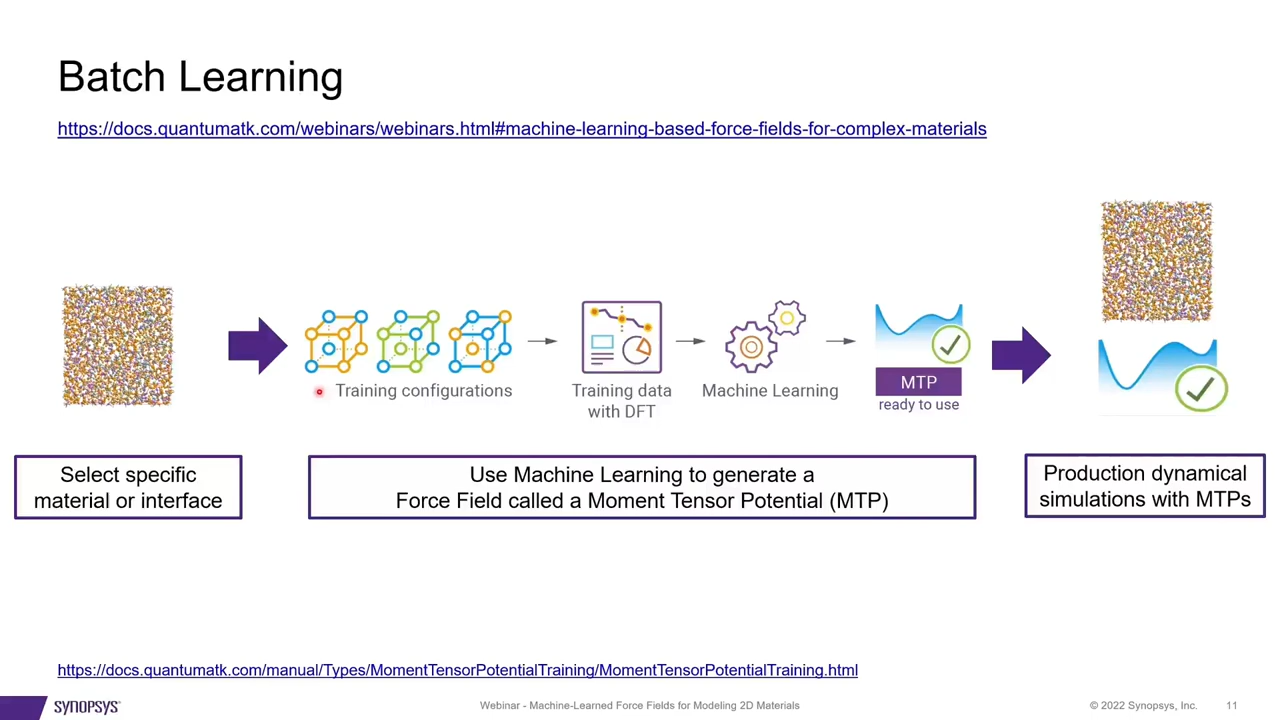 Batch Learning
https://docs.quantumatk.com/webinars/webinars.html#machine-learning-based-force-fields-for-complex-materials
Training configurations
Training data
with DFT
Machine Learning
MTP
ready to use
Select specific
material or interface
Use Machine Learning to generate a
Force Field called a Moment Tensor Potential (MTP)
Production dynamical
simulations with MTPs
https://docs.quantumatk.com/manual/Types/MomentTensorPotentialTraining/MomentTensorPotentialTraining.html
SYNOPSYS®
Webinar - Machine-Learned Force Fields for Modeling 2D Materials
© 2022 Synopsys, Inc.
11